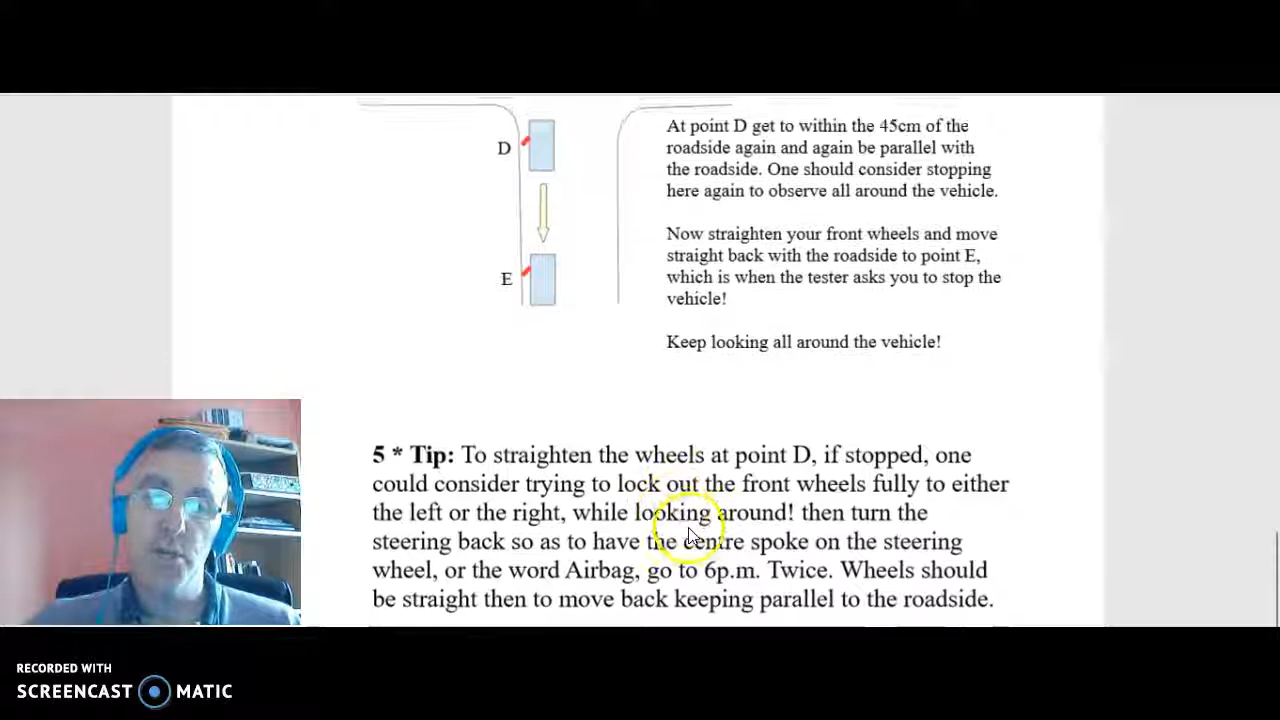 At point D get to within the 45cm of the
roadside again and again be parallel with
the roadside. One should consider stopping
here again to observe all around the vehicle.
D
Now straighten your front wheels and move
straight back with the roadside to point E,
which is when the tester asks you to stop the
vehicle!
E
Keep looking all around the vehicle!
5 * Tip: To straighten the wheels at point D, if stopped, one
could consider trying to lock out the front wheels fully to either
the left or the right, while looking around! then turn the
steering back so as to have the centre spoke on the steering
wheel, or the word Airbag, go to 6p.m. Twice. Wheels should
be straight then to move back keeping parallel to the roadside.
RECORDED WITH
SCREENCAST MATIC